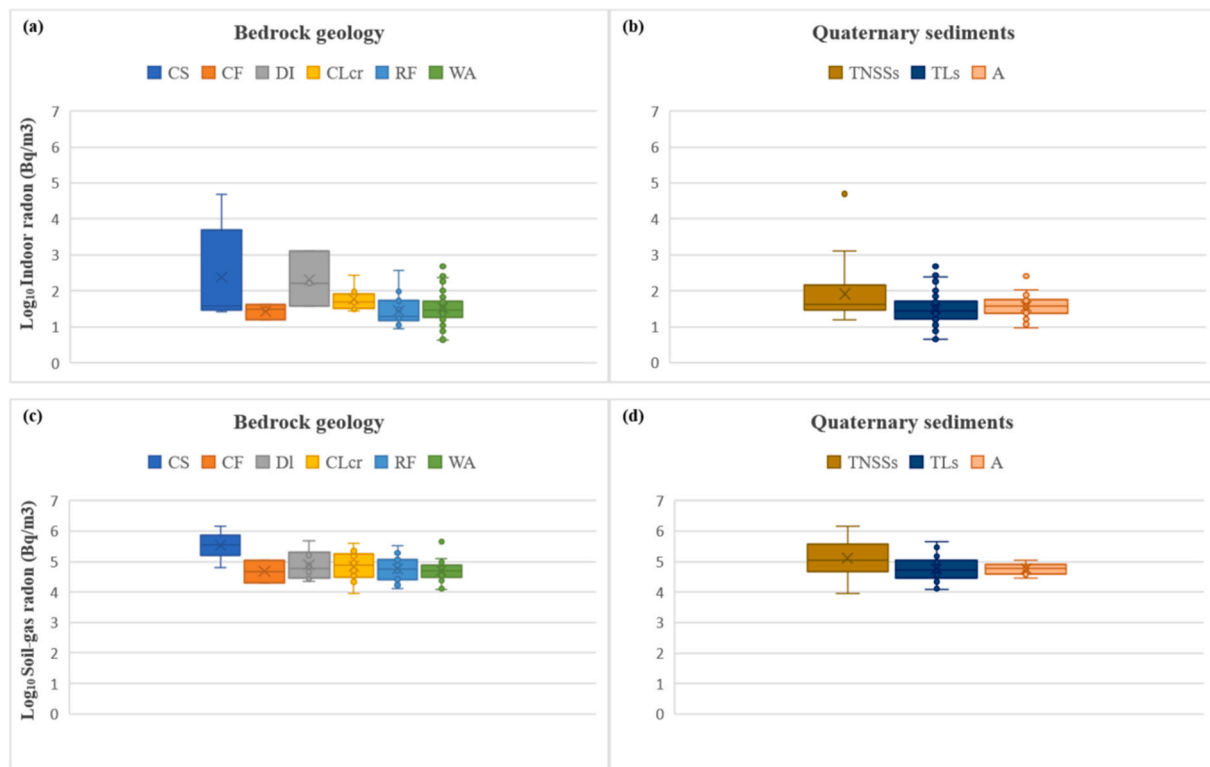 (a)
Bedrock geology
CS CF DI CLcr RF WA
Log₁₀ Indoor radon (Bq/m3)
7
6
5
4
3
2
1
0
(b)
Quaternary sediments
TNSSs TLs A
7
6
5
4
3
2
1
0
(c)
Bedrock geology
CS CF Dl CLcr RF WA
Log₁₀ Soil-gas radon (Bq/m3)
7
6
5
4
3
2
1
0
(d)
Quaternary sediments
TNSSs TLs A
7
6
5
4
3
2
1
0